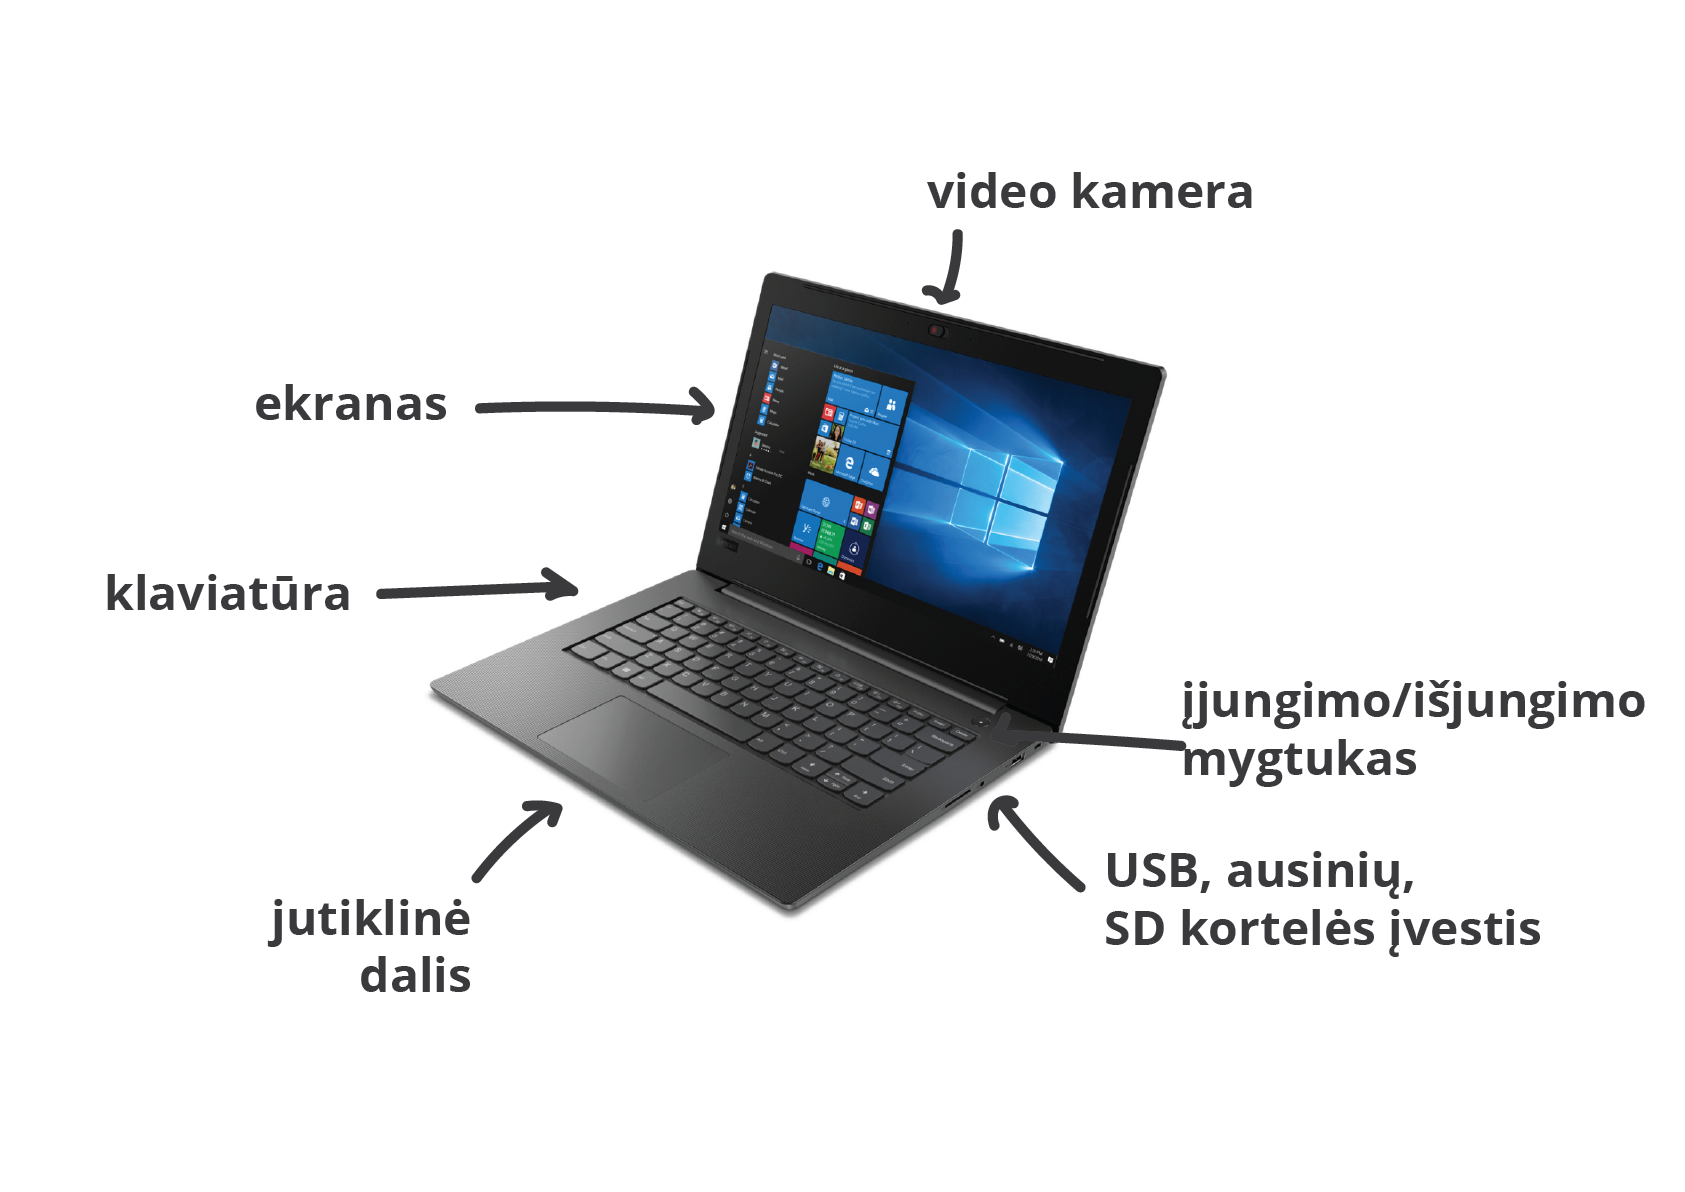 video kamera
ekranas
klaviatūra
įjungimo/išjungimo
mygtukas
USB, ausinių,
SD kortelės įvestis
jutiklinė
dalis